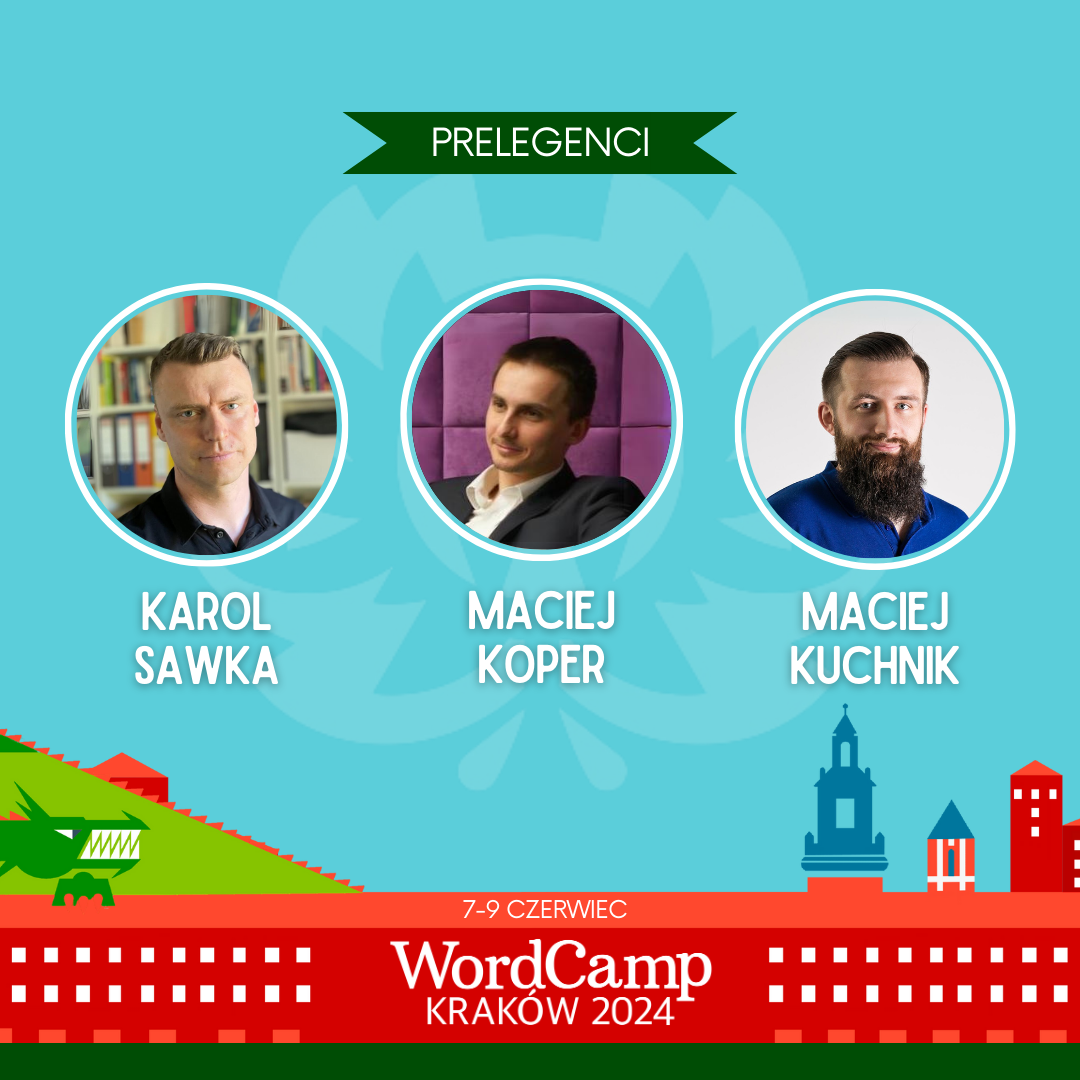 PRELEGENCI
KAROL
SAWKA
MACIEJ
KOPER
MACIEJ
KUCHNIK
7-9 CZERWIEC
WordCamp
KRAKÓW 2024